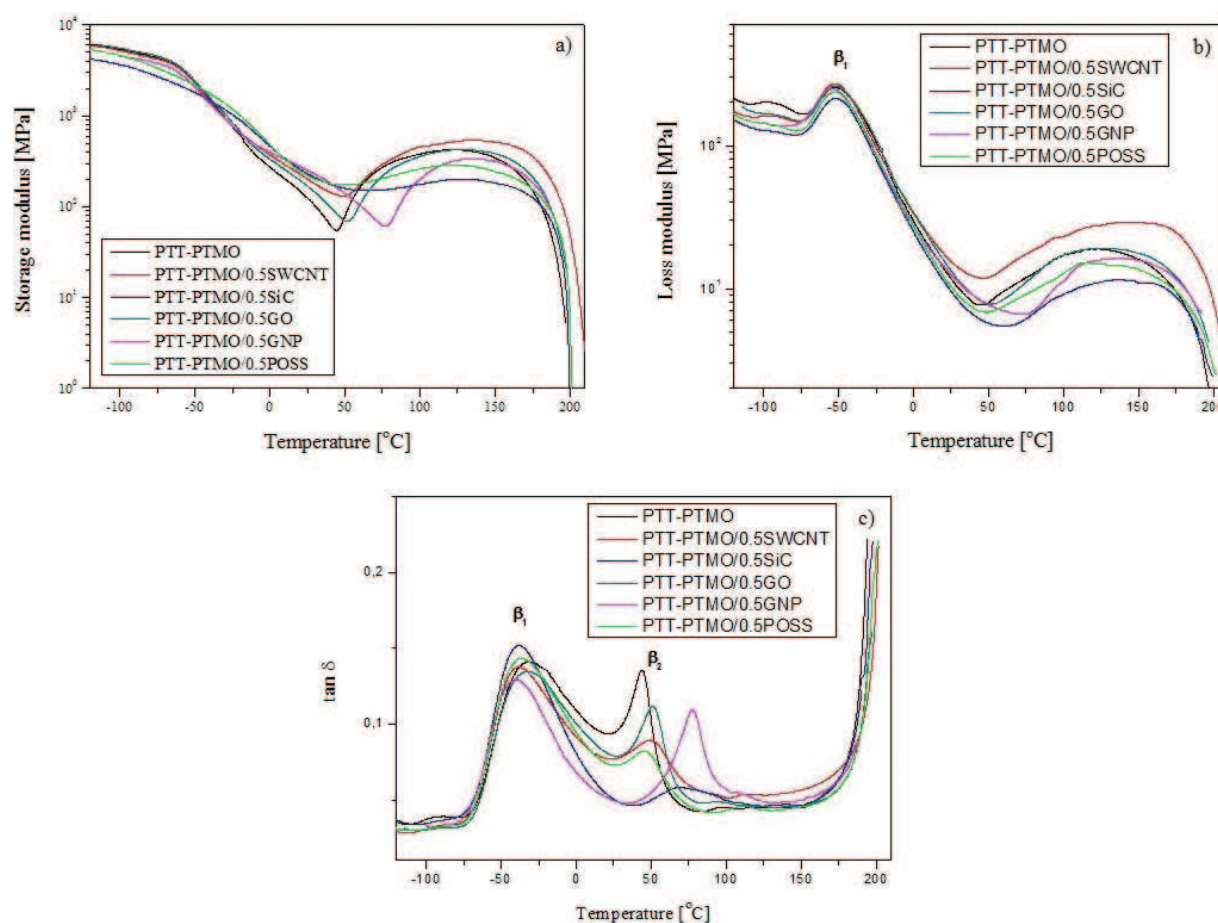 a)
10⁴
10³
10²
10¹
10⁰
Storage modulus [MPa]
PTT-PTMO
PTT-PTMO/0.5SWCNT
PTT-PTMO/0.5SiC
PTT-PTMO/0.5GO
PTT-PTMO/0.5GNP
PTT-PTMO/0.5POSS
-100 -50 0 50 100 150 200
Temperature [°C]
b)
β₁
10²
10¹
Loss modulus [MPa]
PTT-PTMO
PTT-PTMO/0.5SWCNT
PTT-PTMO/0.5SiC
PTT-PTMO/0.5GO
PTT-PTMO/0.5GNP
PTT-PTMO/0.5POSS
-100 -50 0 50 100 150 200
Temperature [°C]
c)
PTT-PTMO
PTT-PTMO/0.5SWCNT
PTT-PTMO/0.5SiC
PTT-PTMO/0.5GO
PTT-PTMO/0.5GNP
PTT-PTMO/0.5POSS
0,2
0,1
tan δ
β₁
β₂
-100 -50 0 50 100 150 200
Temperature [°C]